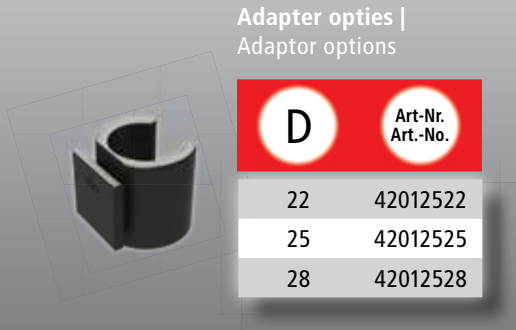 Adapter opties |
Adaptor options
D
Art-Nr.
Art.-No.
22 42012522
25 42012525
28 42012528